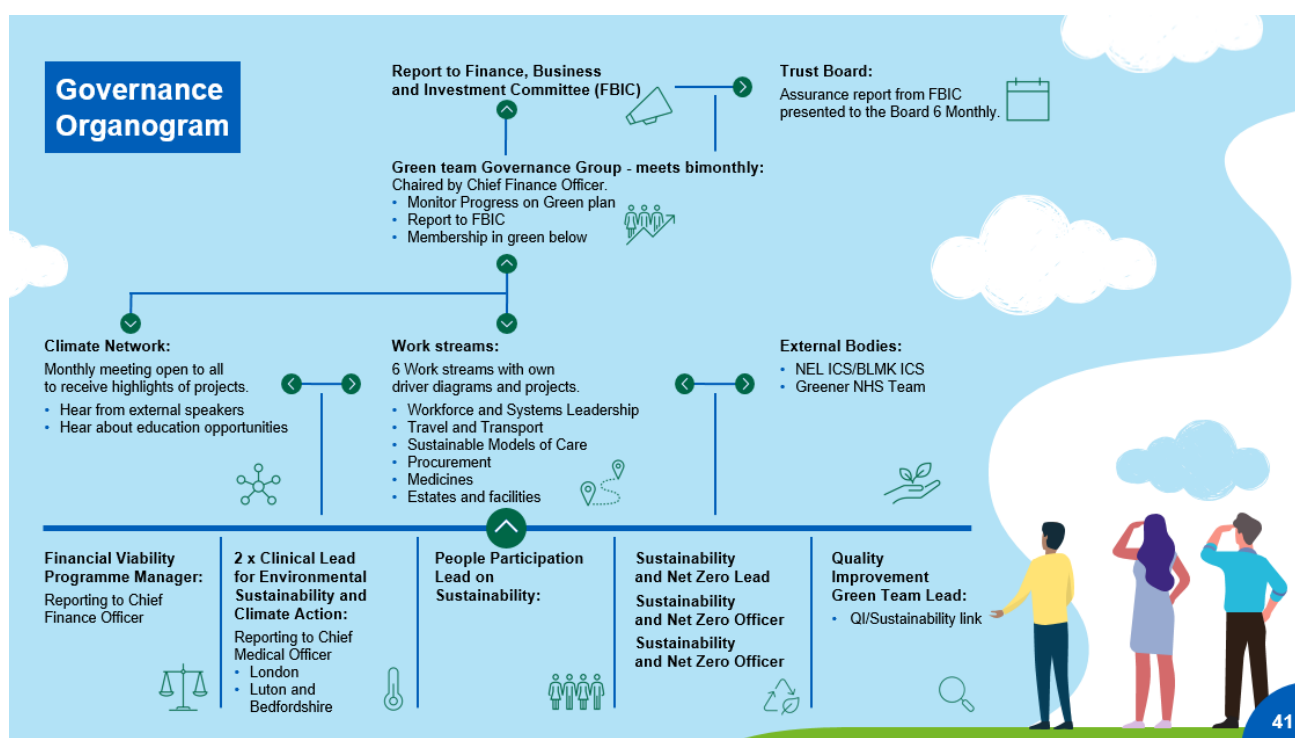 Governance
Organogram
Report to Finance, Business
and Investment Committee (FBIC)
Trust Board:
Assurance report from FBIC
presented to the Board 6 Monthly.
Green team Governance Group - meets bimonthly:
Chaired by Chief Finance Officer.
• Monitor Progress on Green plan
• Report to FBIC
• Membership in green below
Climate Network:
Monthly meeting open to all
to receive highlights of projects.
• Hear from external speakers
• Hear about education opportunities
Work streams:
6 Work streams with own
driver diagrams and projects.
• Workforce and Systems Leadership
• Travel and Transport
• Sustainable Models of Care
• Procurement
• Medicines
• Estates and facilities
External Bodies:
• NEL ICS/BLMK ICS
• Greener NHS Team
Financial Viability
Programme Manager:
Reporting to Chief
Finance Officer
2 x Clinical Lead
for Environmental
Sustainability and
Climate Action:
Reporting to Chief
Medical Officer
• London
• Luton and
Bedfordshire
People Participation
Lead on
Sustainability:
Sustainability
and Net Zero Lead
Sustainability
and Net Zero Officer
Sustainability
and Net Zero Officer
Quality
Improvement
Green Team Lead:
• QI/Sustainability link
41